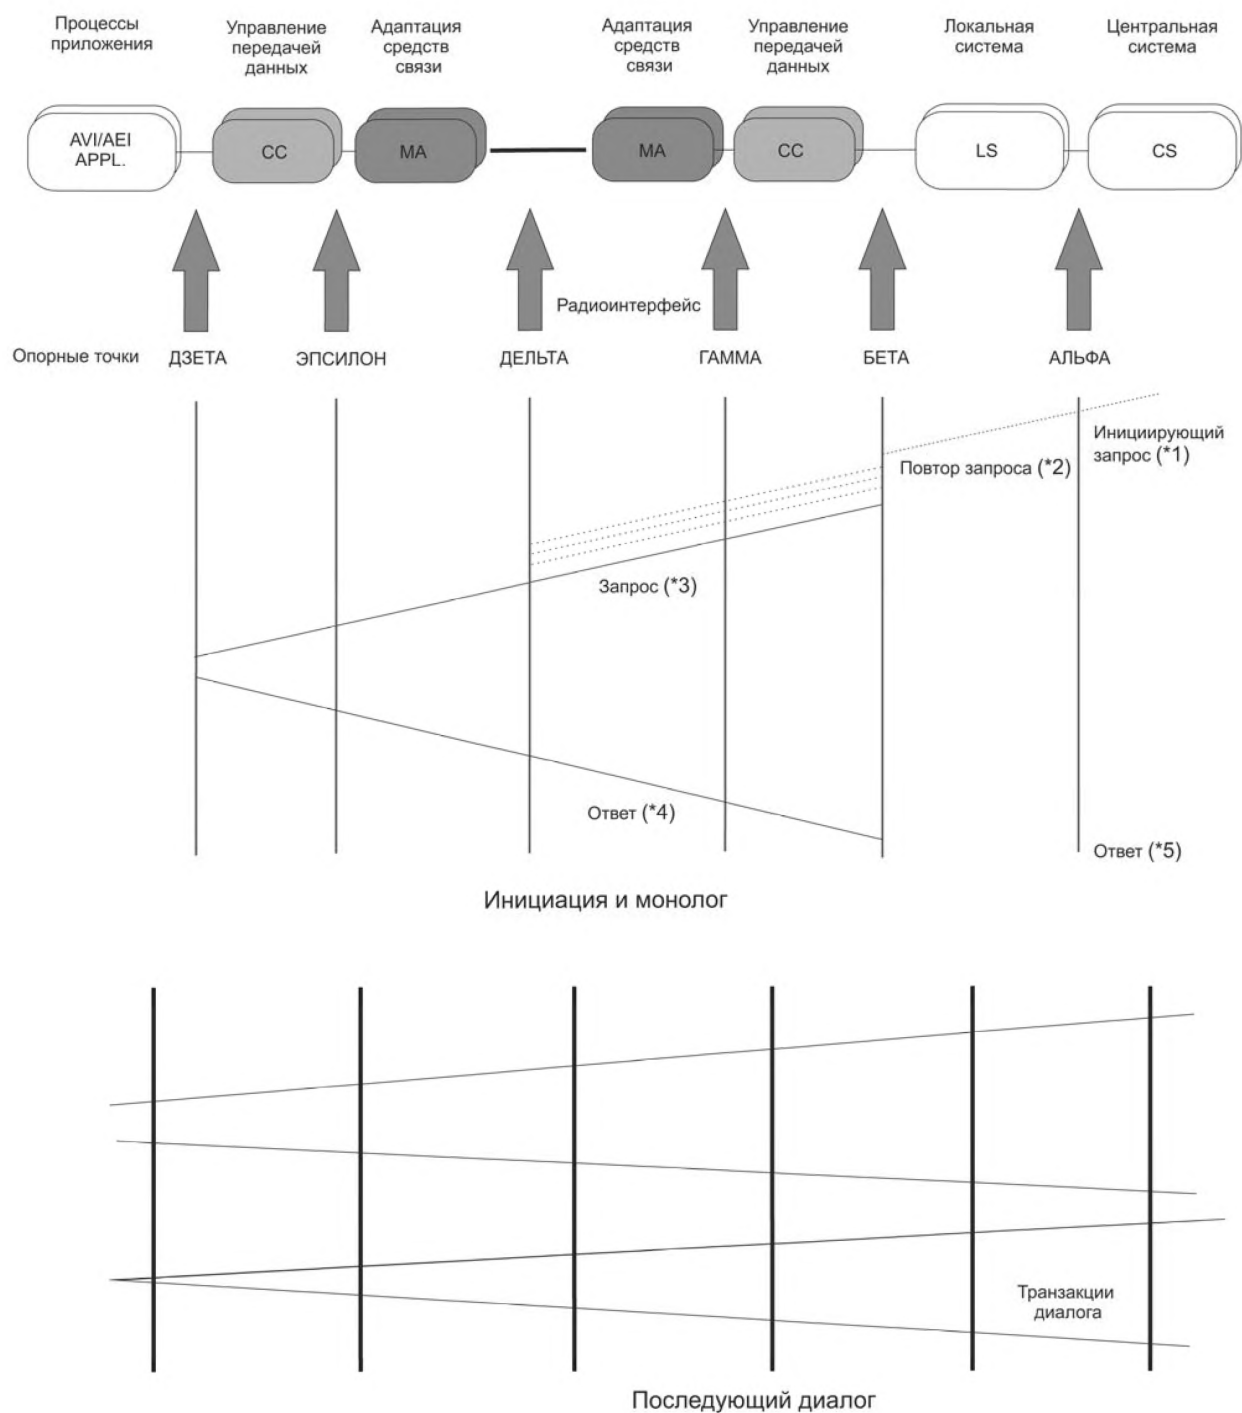 Процессы
приложения
Управление
передачей
данных
Адаптация
средств
связи
Адаптация
средств
связи
Управление
передачей
данных
Локальная
система
Центральная
система
AVI/AEI
APPL.
CC
MA
MA
CC
LS
CS
Радиоинтерфейс
Опорные точки
ДЗЕТА
ЭПСИЛОН
ДЕЛЬТА
ГАММА
БЕТА
АЛЬФА
Инициирующий
запрос (*1)
Повтор запроса (*2)
Запрос (*3)
Ответ (*4)
Ответ (*5)
Инициация и монолог
Транзакции
диалога
Последующий диалог